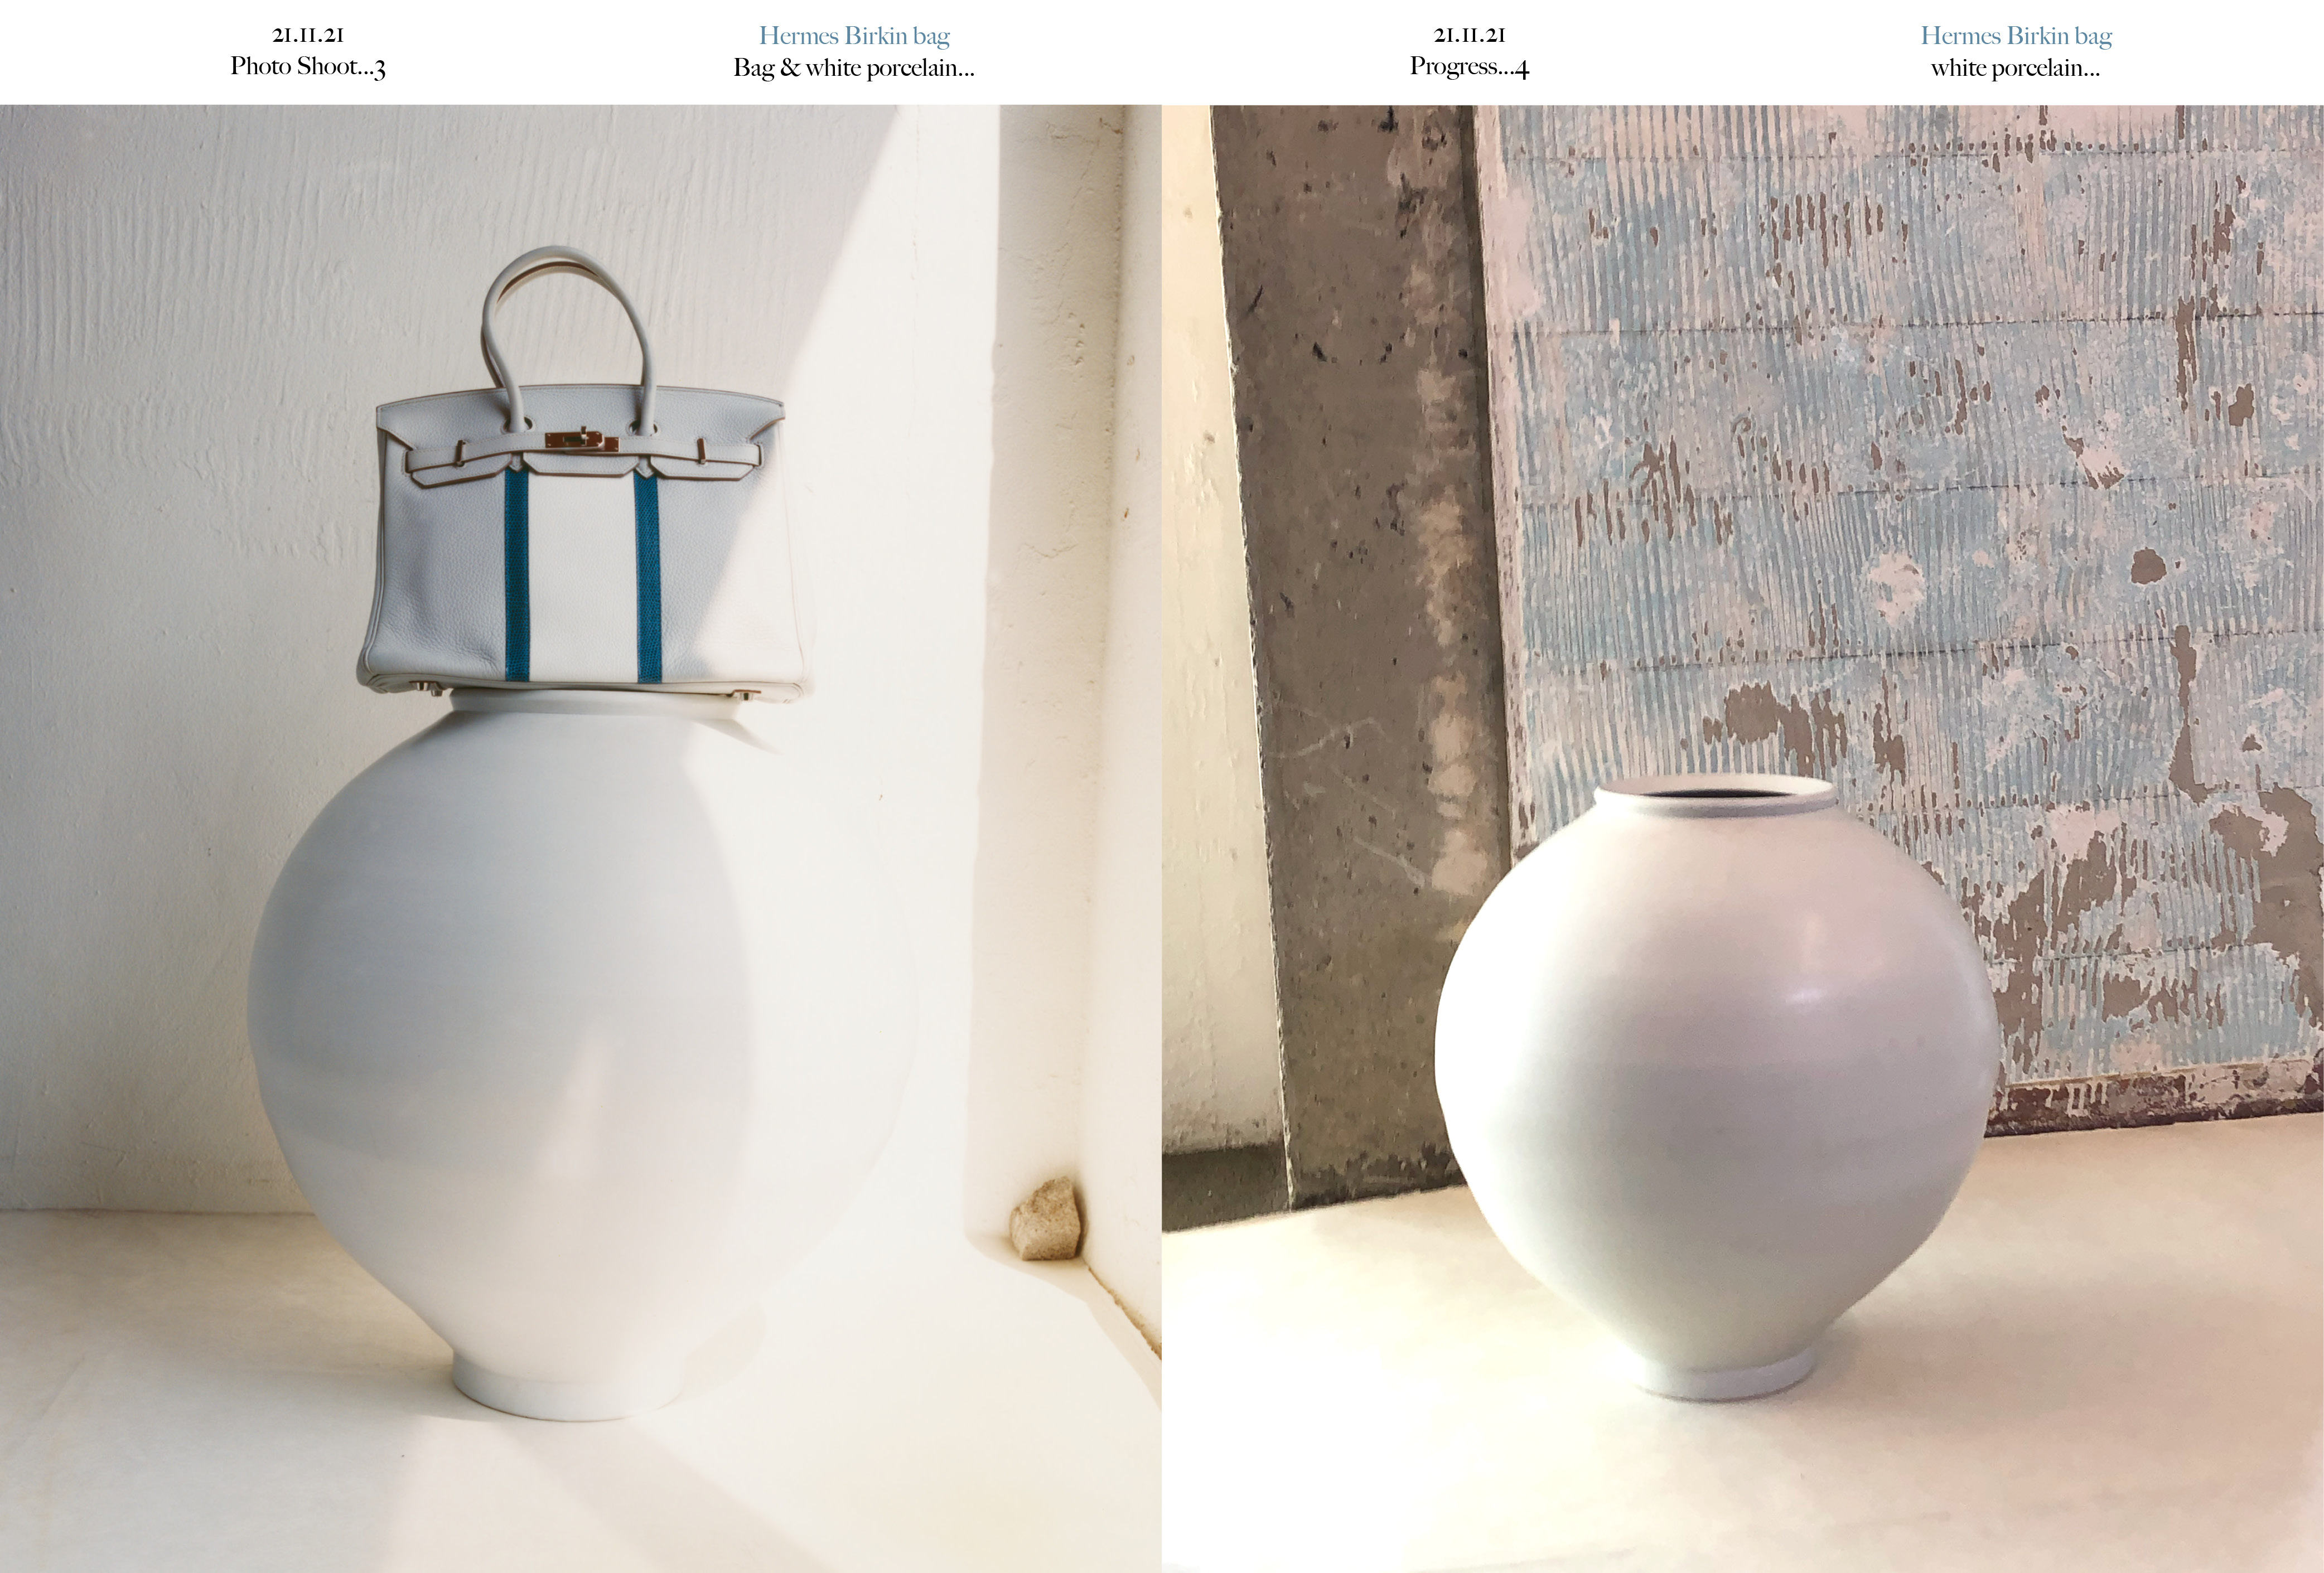 21.11.21
Photo Shoot...3
Hermes Birkin bag
Bag & white porcelain...
21.11.21
Progress...4
Hermes Birkin bag
white porcelain...